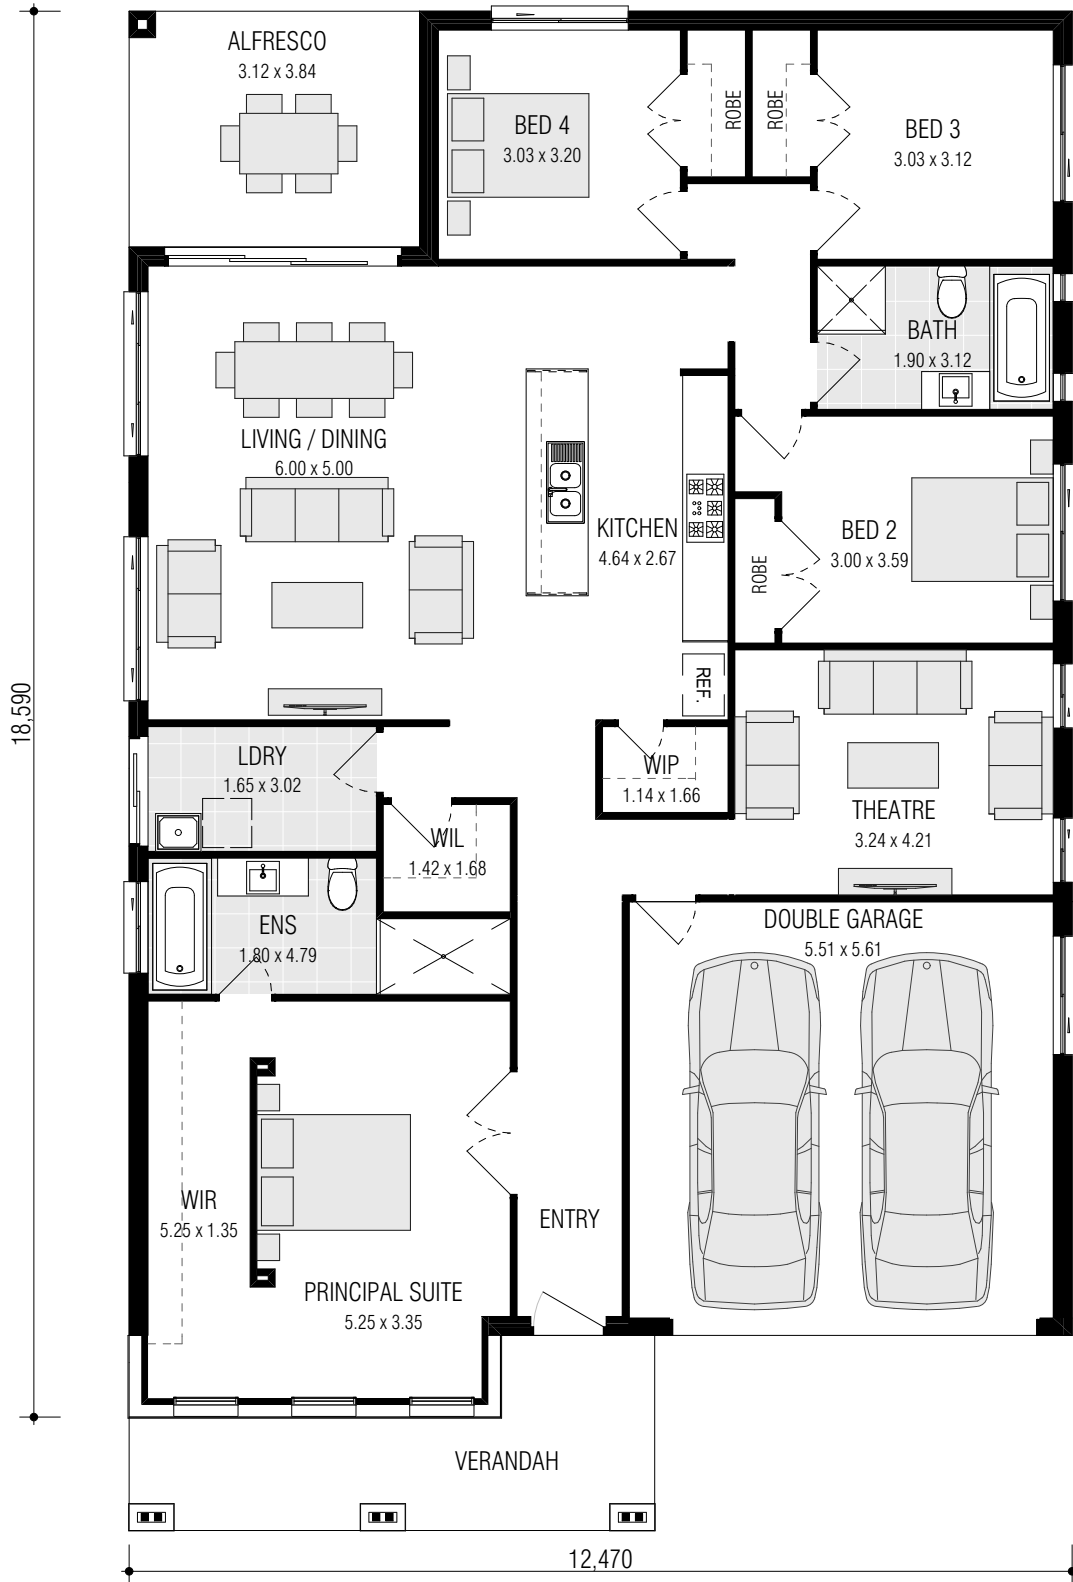 ALFRESCO
3.12 x 3.84
BED 4
3.03 x 3.20
ROBE
ROBE
BED 3
3.03 x 3.12
BATH
1.90 x 3.12
LIVING / DINING
6.00 x 5.00
KITCHEN
4.64 x 2.67
BED 2
3.00 x 3.59
ROBE
REF.
18,590
LDRY
1.65 x 3.02
WIP
1.14 x 1.66
THEATRE
3.24 x 4.21
WIL
1.42 x 1.68
ENS
1.80 x 4.79
DOUBLE GARAGE
5.51 x 5.61
WIR
5.25 x 1.35
ENTRY
PRINCIPAL SUITE
5.25 x 3.35
VERANDAH
12,470